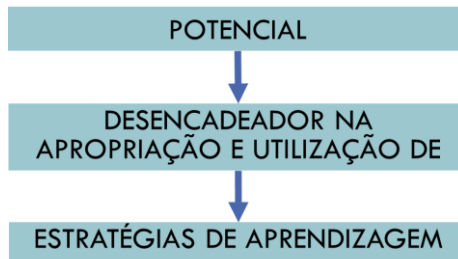 POTENCIAL
DESENCADEADOR NA
APROPRIAÇÃO E UTILIZAÇÃO DE
ESTRATÉGIAS DE APRENDIZAGEM